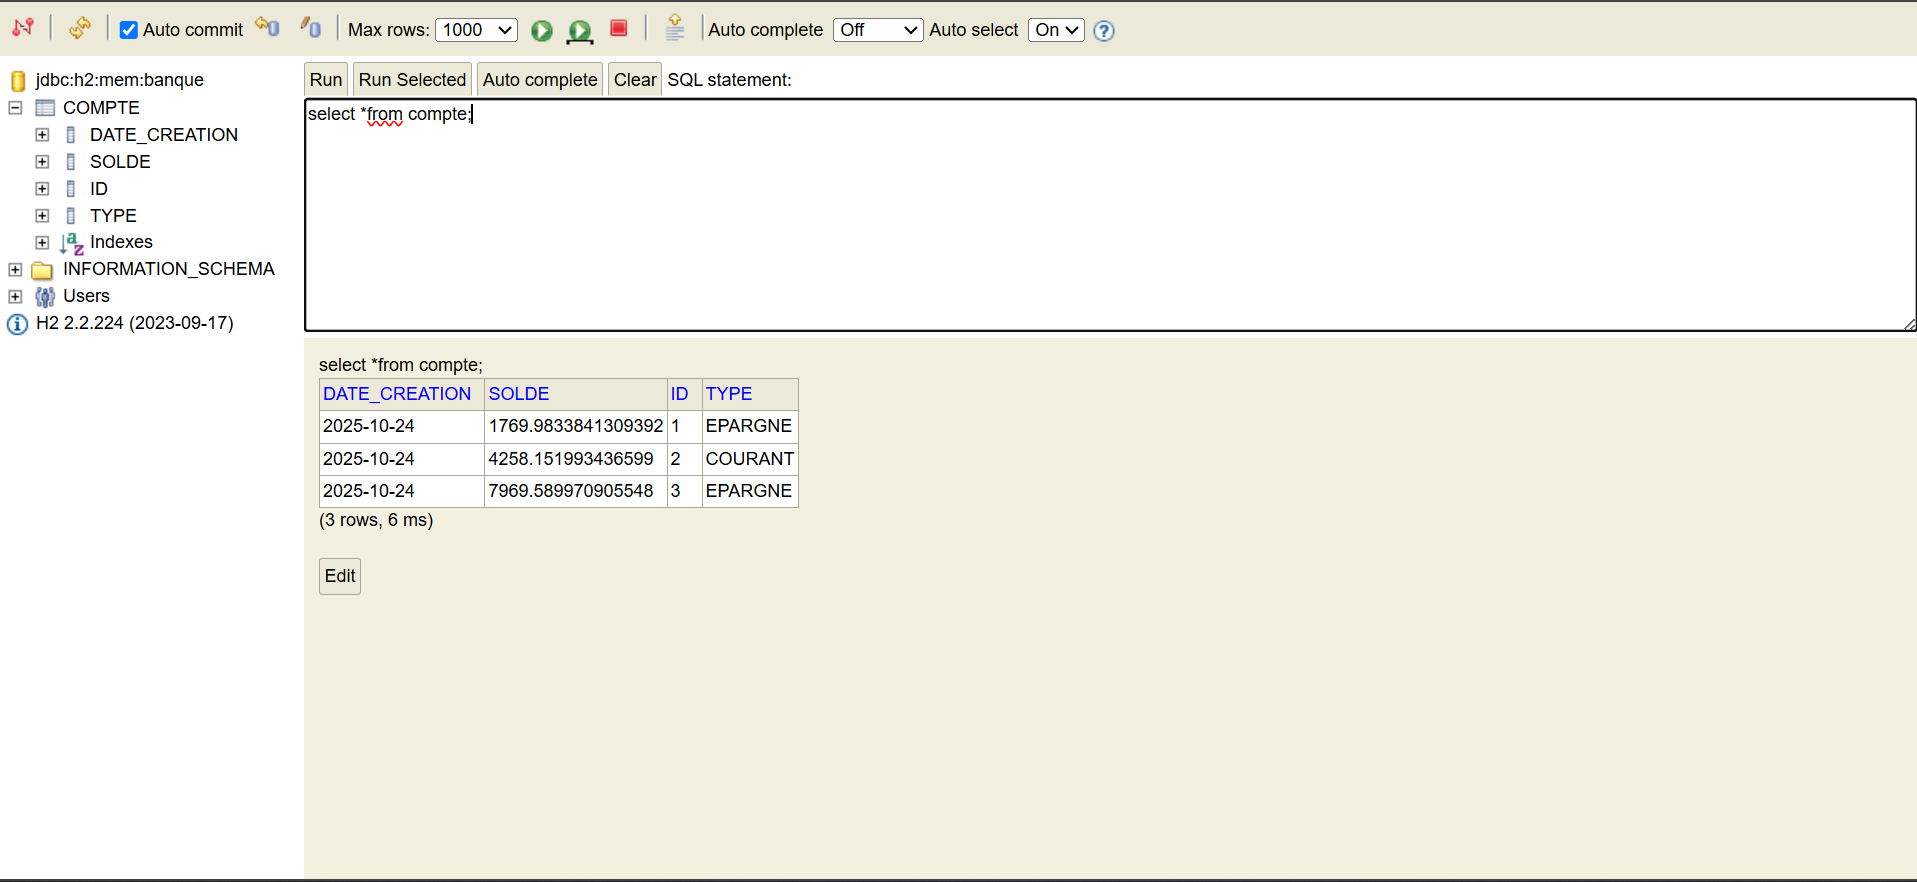 Auto commit Max rows: 1000 Auto complete Off Auto select On ?
jdbc:h2:mem:banque
COMPTE
DATE_CREATION
SOLDE
ID
TYPE
Indexes
INFORMATION_SCHEMA
Users
H2 2.2.224 (2023-09-17)
Run Run Selected Auto complete Clear SQL statement:
select *from compte;
select *from compte;
DATE_CREATION SOLDE ID TYPE
2025-10-24 1769.9833841309392 1 EPARGNE
2025-10-24 4258.151993436599 2 COURANT
2025-10-24 7969.589970905548 3 EPARGNE
(3 rows, 6 ms)
Edit